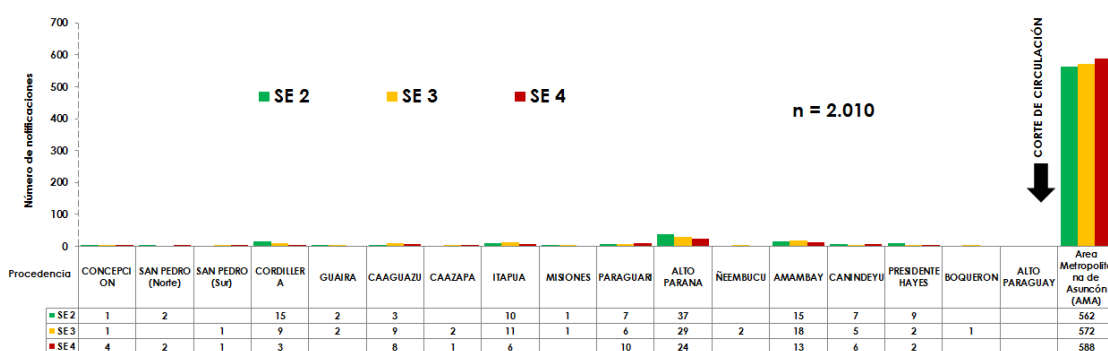 700
600
500
400
300
200
100
0
Número de notificaciones
SE 2 SE 3 SE 4
n = 2.010
CORTE DE CIRCULACIÓN
Procedencia
CONCEPCI
ON
SAN PEDRO
(Norte)
SAN PEDRO
(Sur)
CORDILLER
A
GUAIRA
CAAGUAZU
CAAZAPA
ITAPUA
MISIONES
PARAGUARI
ALTO
PARANA
ÑEEMBUCU
AMAMBAY
CANINDEYU
PRESIDENTE
HAYES
BOQUERON
ALTO
PARAGUAY
Area
Metropolita
na de
Asuncón
(AMA)
SE 2 1 2 15 2 3 10 1 7 37 15 7 9 562
SE 3 1 1 9 2 9 2 11 1 6 29 2 18 5 2 1 572
SE 4 4 2 1 3 8 1 6 10 24 13 6 2 588